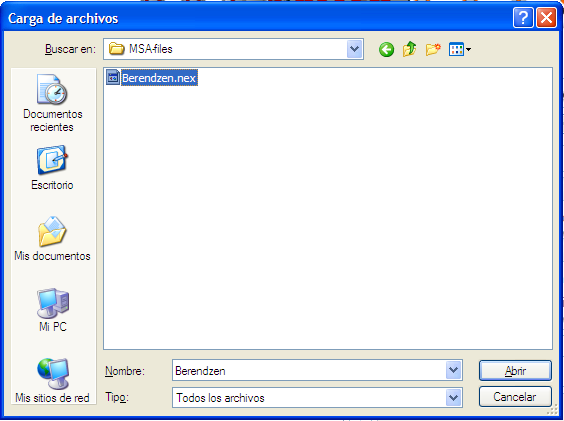 Carga de archivos
Buscar en: MSA-files
Berendzen.nex
Documentos
recientes
Escritorio
Mis documentos
Mi PC
Mis sitios de red
Nombre: Berendzen Abrir
Tipo: Todos los archivos Cancelar